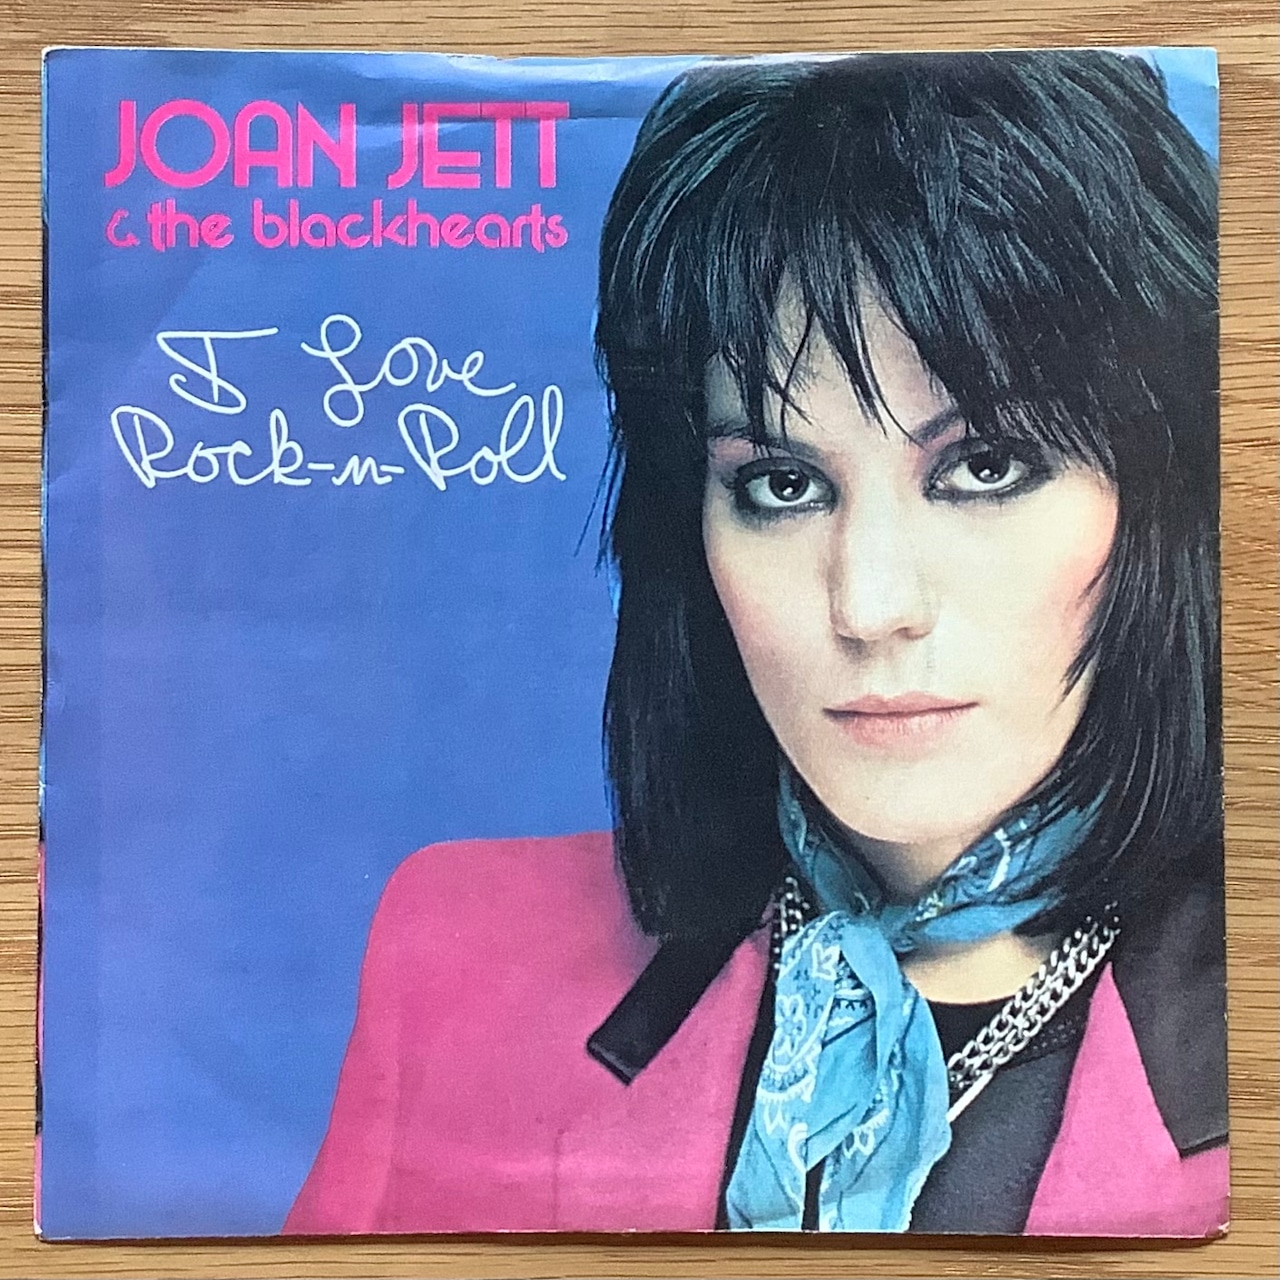 JOAN JETT
& the blackhearts
I Love
Rock-n-Roll